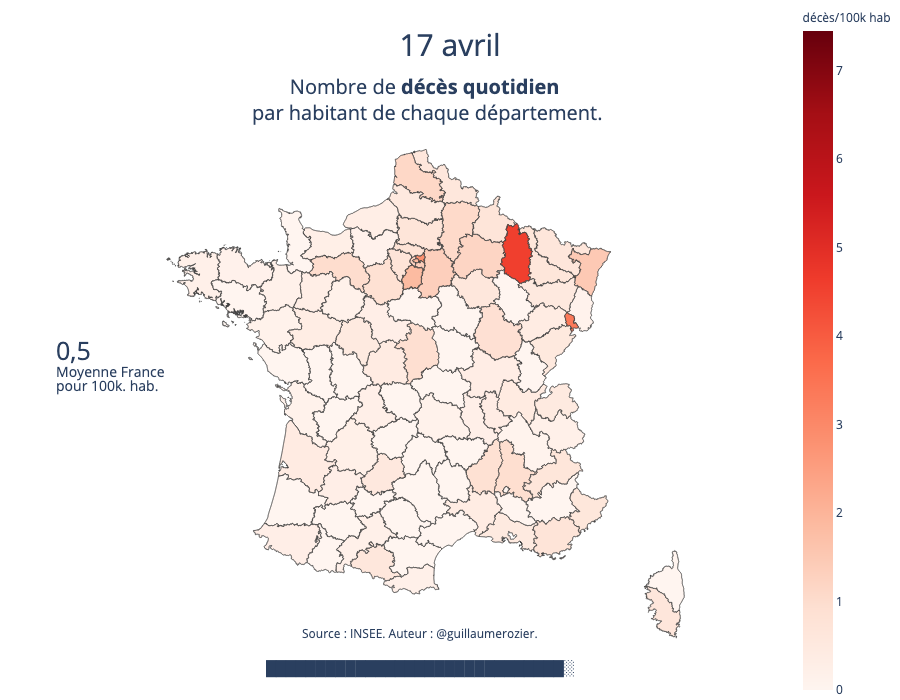 décès/100k hab
17 avril
Nombre de décès quotidien
par habitant de chaque département.
7
6
5
4
3
2
1
0
0,5
Moyenne France
pour 100k. hab.
Source : INSEE. Auteur : @guillaumerozier.